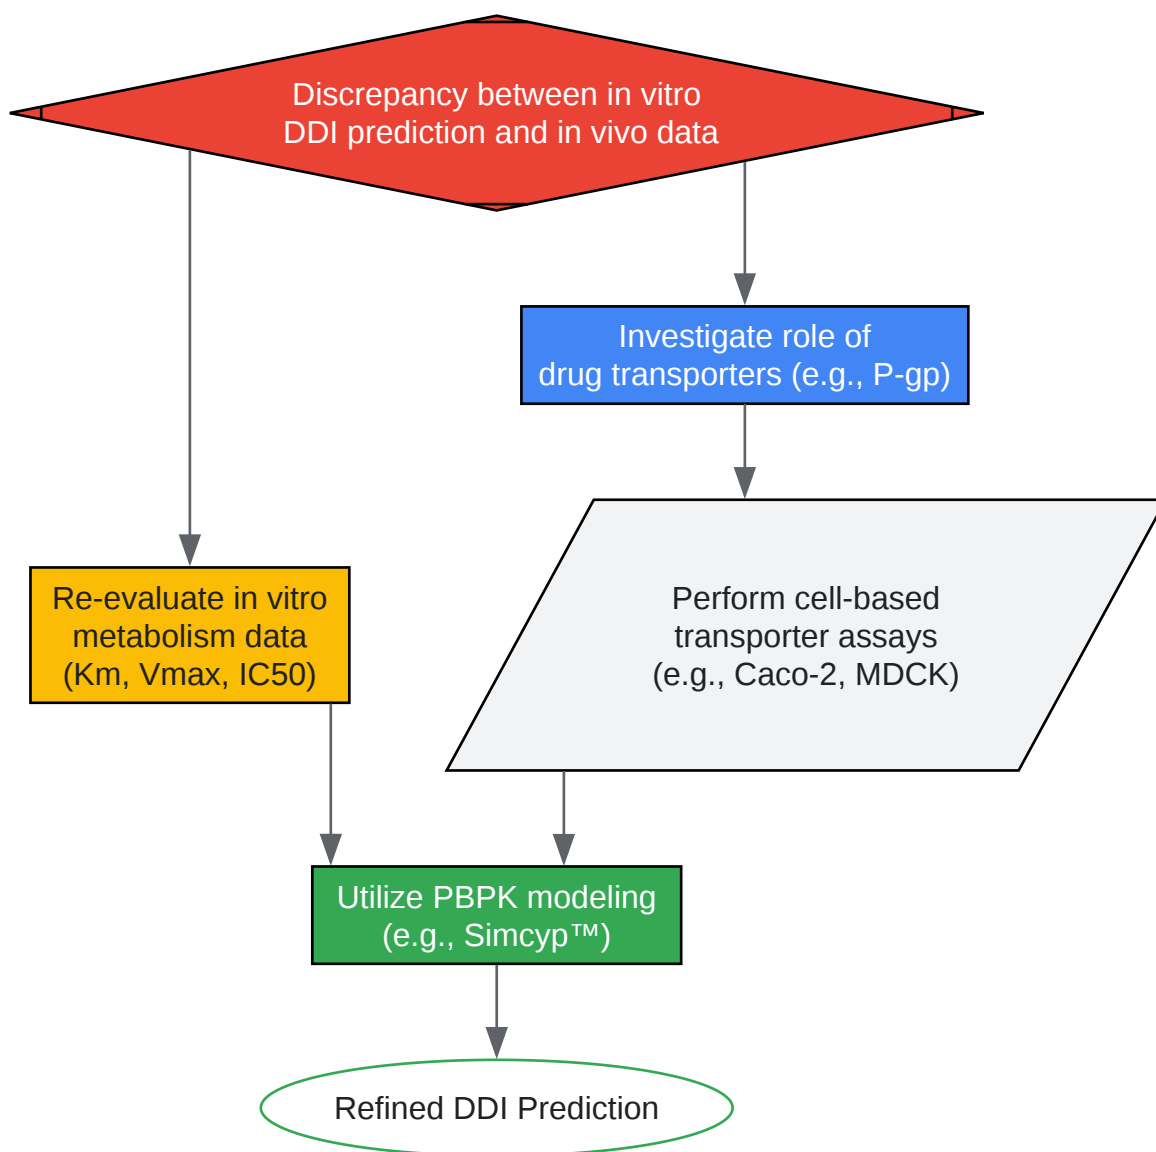 Discrepancy between in vitro
DDI prediction and in vivo data
Investigate role of
drug transporters (e.g., P-gp)
Re-evaluate in vitro
metabolism data
(Km, Vmax, IC50)
Perform cell-based
transporter assays
(e.g., Caco-2, MDCK)
Utilize PBPK modeling
(e.g., Simcyp™)
Refined DDI Prediction